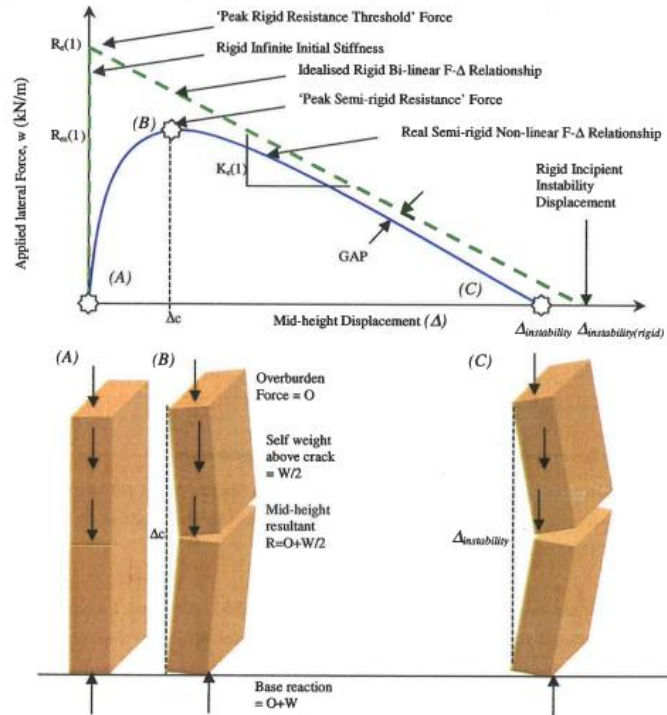 'Peak Rigid Resistance Threshold' Force
Rₑ(1)
Rigid Infinite Initial Stiffness
Idealised Rigid Bi-linear F-Δ Relationship
'Peak Semi-rigid Resistance' Force
(B)
Real Semi-rigid Non-linear F-Δ Relationship
Rₘ(1)
Kₑ(1)
Rigid Incipient
Instability
Displacement
Applied lateral Force, w (kN/m)
GAP
(A)
(C)
Δc
Mid-height Displacement (Δ)
Δinstability
Δinstability(rigid)
(A)
(B)
(C)
Overburden
Force = O
Self weight
above crack
= W/2
Mid-height
resultant
R=O+W/2
Δc
Δinstability
Base reaction
= O+W